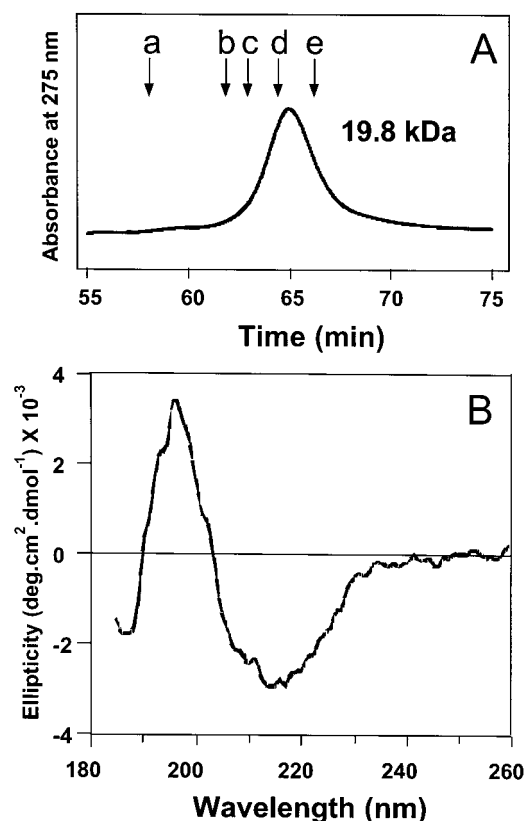 a b c d e A
19.8 kDa
Absorbance at 275 nm
55 60 65 70 75
Time (min)
B
4
2
0
-2
-4
Ellipticity (deg.cm².dmol⁻¹) X 10⁻³
180 200 220 240 260
Wavelength (nm)